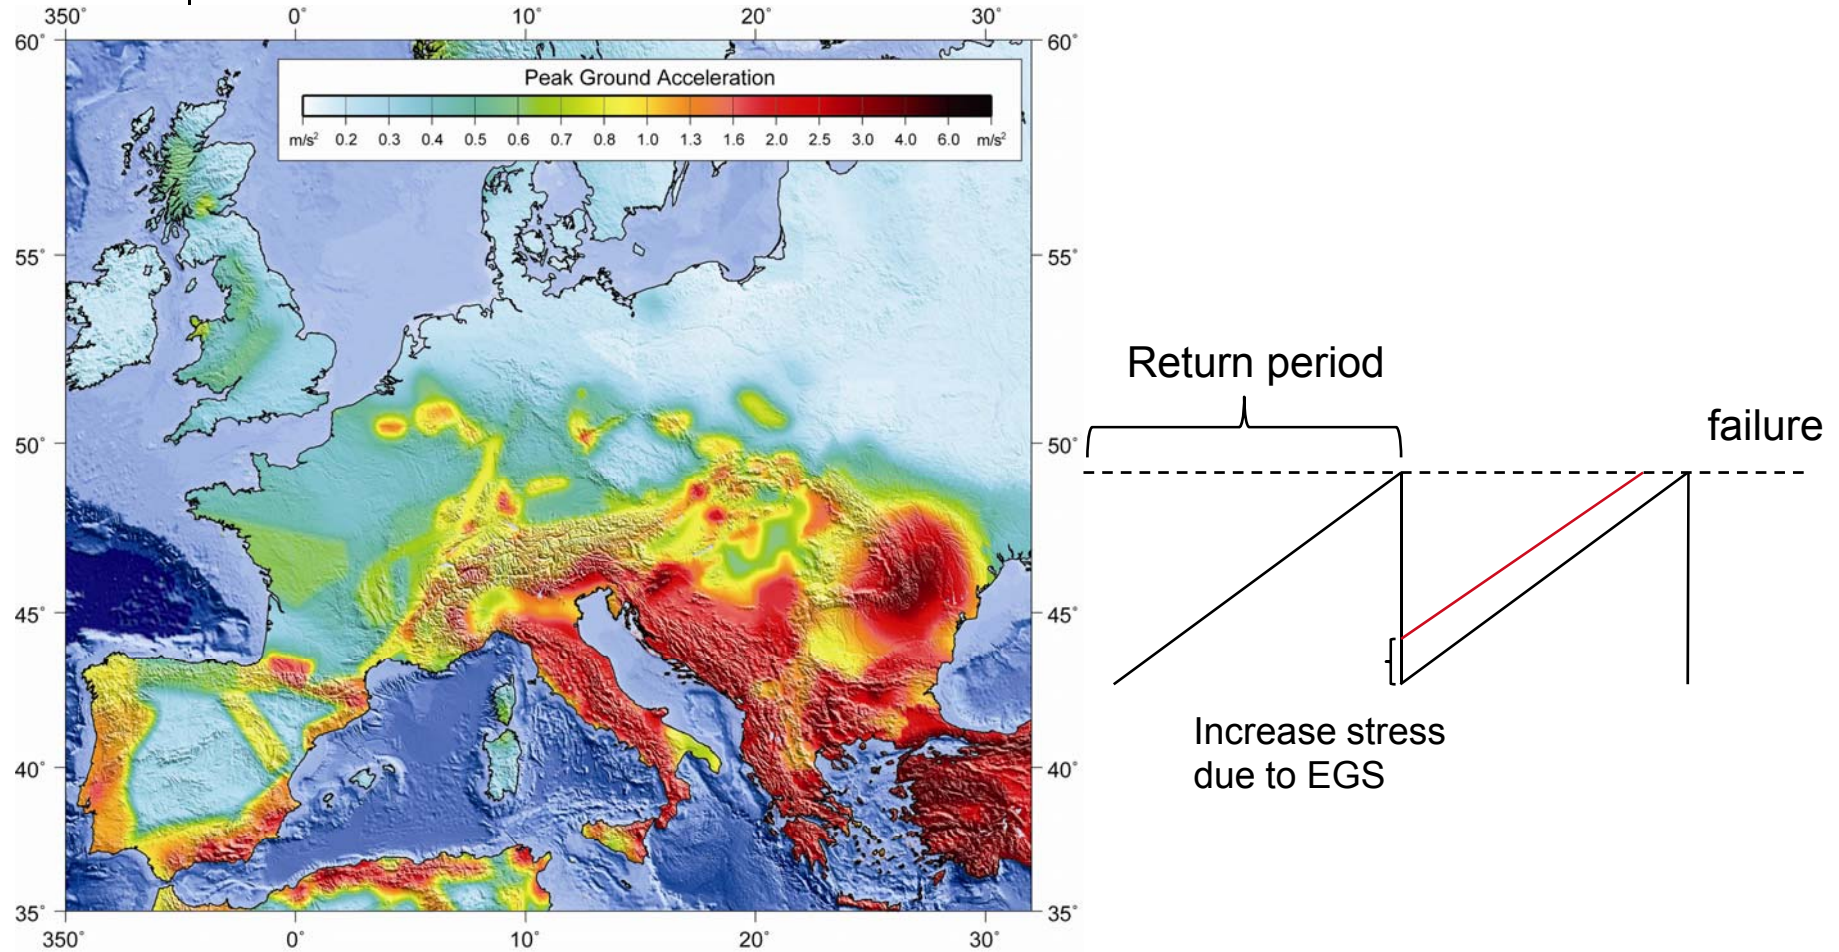 350˚ 0˚ 10˚ 20˚ 30˚
60˚ 60˚
Peak Ground Acceleration
m/s² 0.2 0.3 0.4 0.5 0.6 0.7 0.8 1.0 1.3 1.6 2.0 2.5 3.0 4.0 6.0 m/s²
55˚ 55˚
Return period
failure
50˚ 50˚
45˚ 45˚
Increase stress
due to EGS
40˚ 40˚
35˚ 35˚
350˚ 0˚ 10˚ 20˚ 30˚